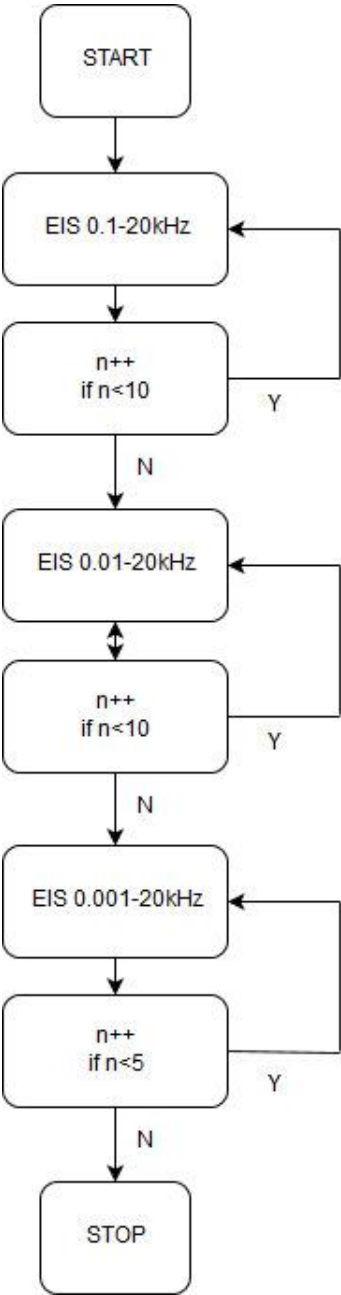 START
EIS 0.1-20kHz
n++
if n<10
Y
N
EIS 0.01-20kHz
n++
if n<10
Y
N
EIS 0.001-20kHz
n++
if n<5
Y
N
STOP